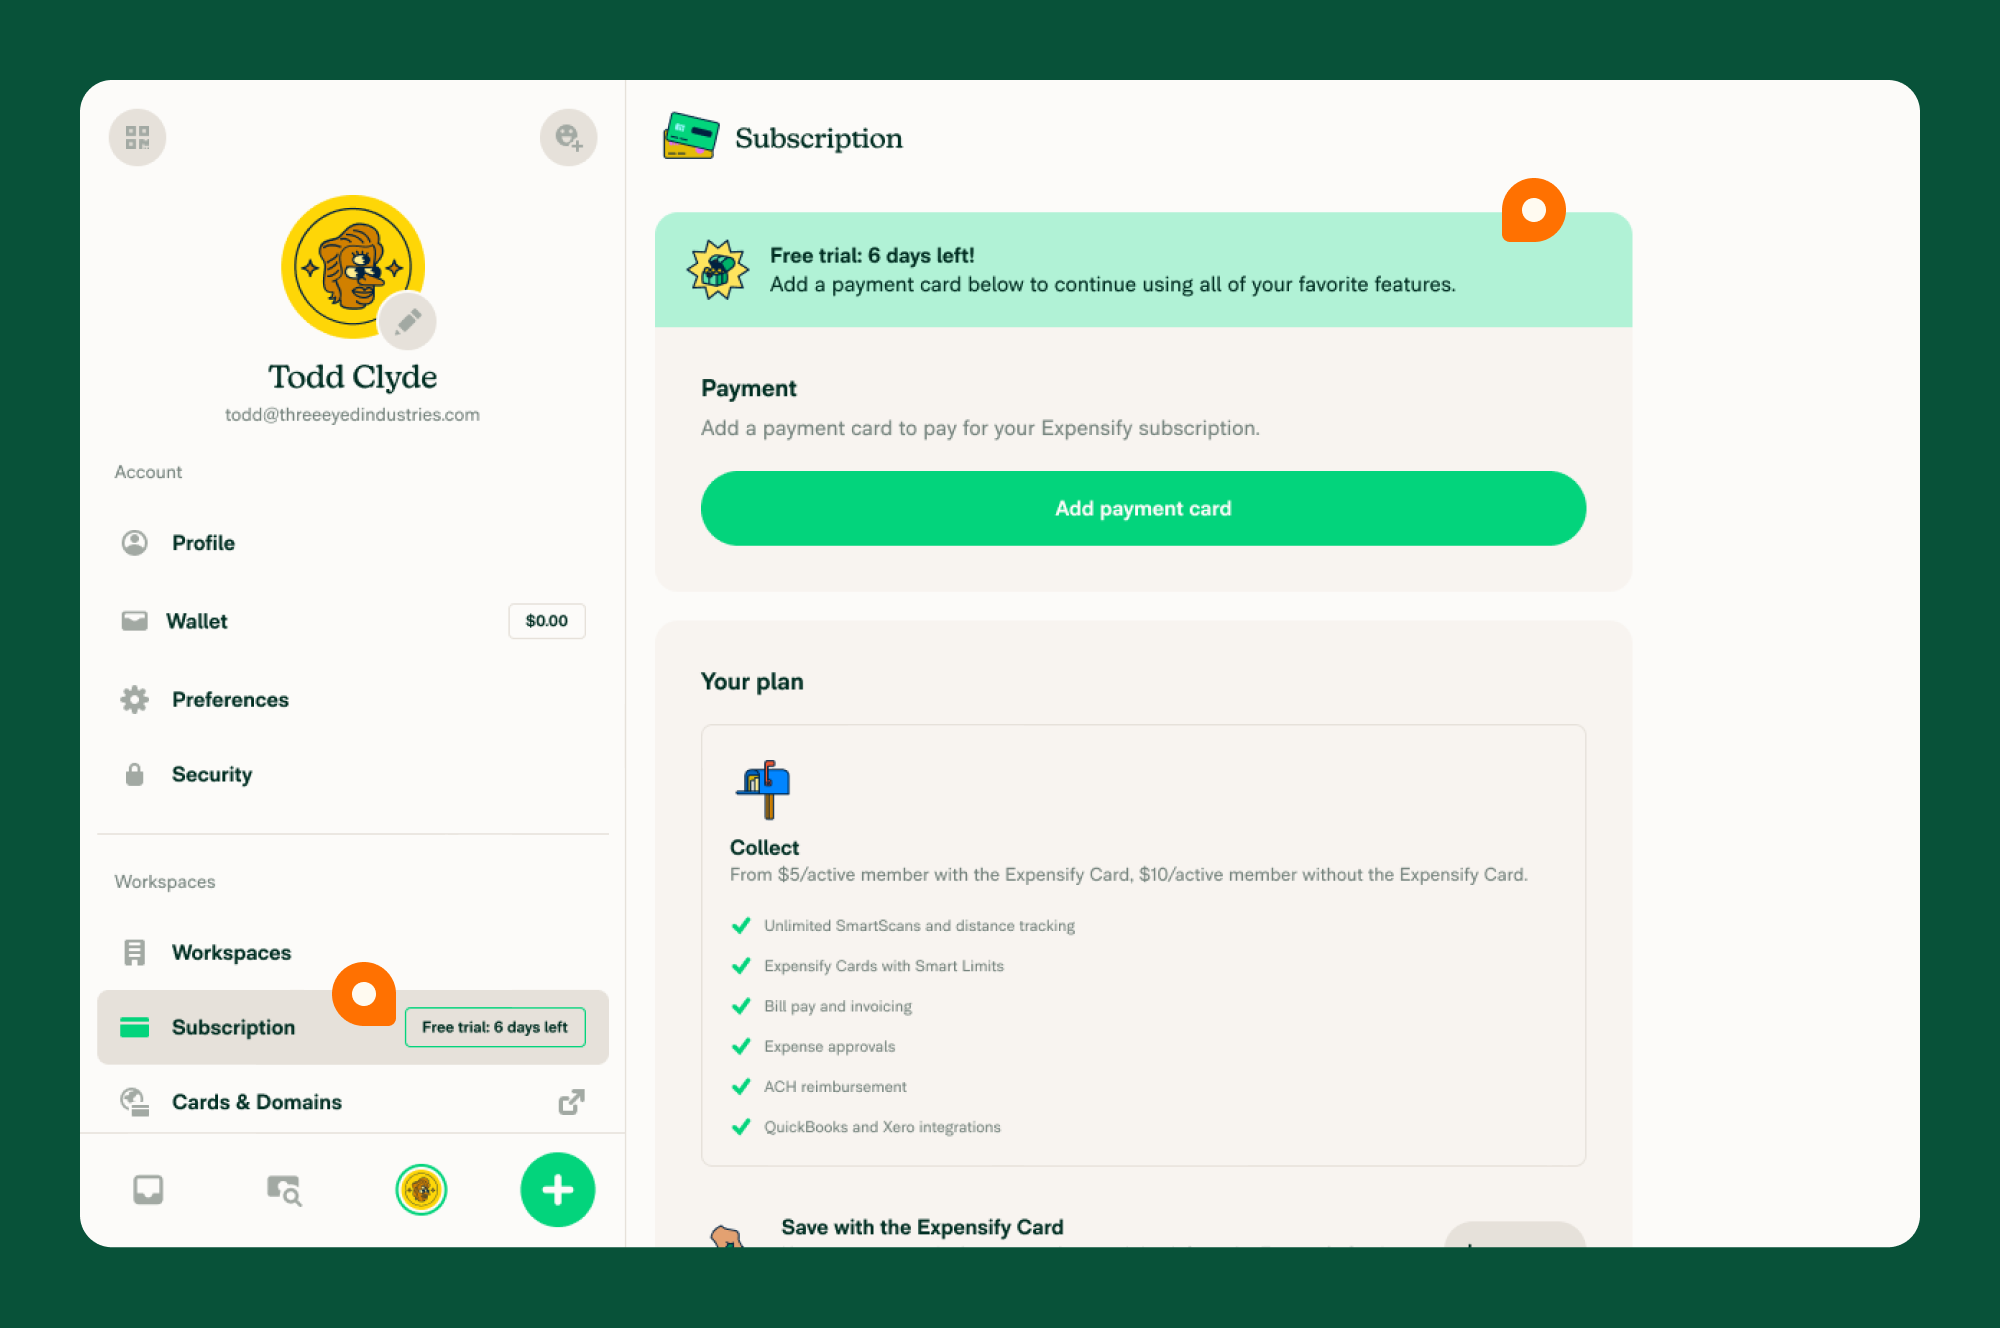 Todd Clyde
todd@threeeyedindustries.com
Account
Profile
Wallet
$0.00
Preferences
Security
Workspaces
Workspaces
Subscription
Free trial: 6 days left
Cards & Domains
Subscription
Free trial: 6 days left!
Add a payment card below to continue using all of your favorite features.
Payment
Add a payment card to pay for your Expensify subscription.
Add payment card
Your plan
Collect
From $5/active member with the Expensify Card, $10/active member without the Expensify Card.
Unlimited SmartScans and distance tracking
Expensify Cards with Smart Limits
Bill pay and invoicing
Expense approvals
ACH reimbursement
QuickBooks and Xero integrations
Save with the Expensify Card